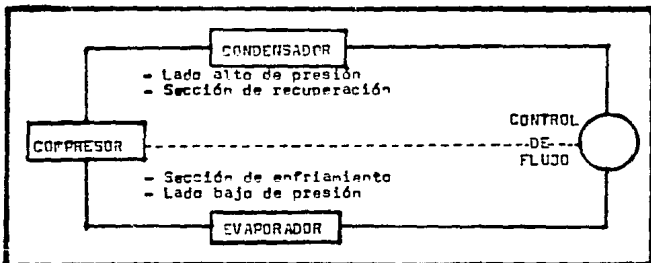 CONDENSADOR
- Lado alto de presión
- Sección de recuperación
CONTROL
COMPRESOR
DE
FLUJO
- Sección de enfriamiento
- Lado bajo de presión
EVAPORADOR